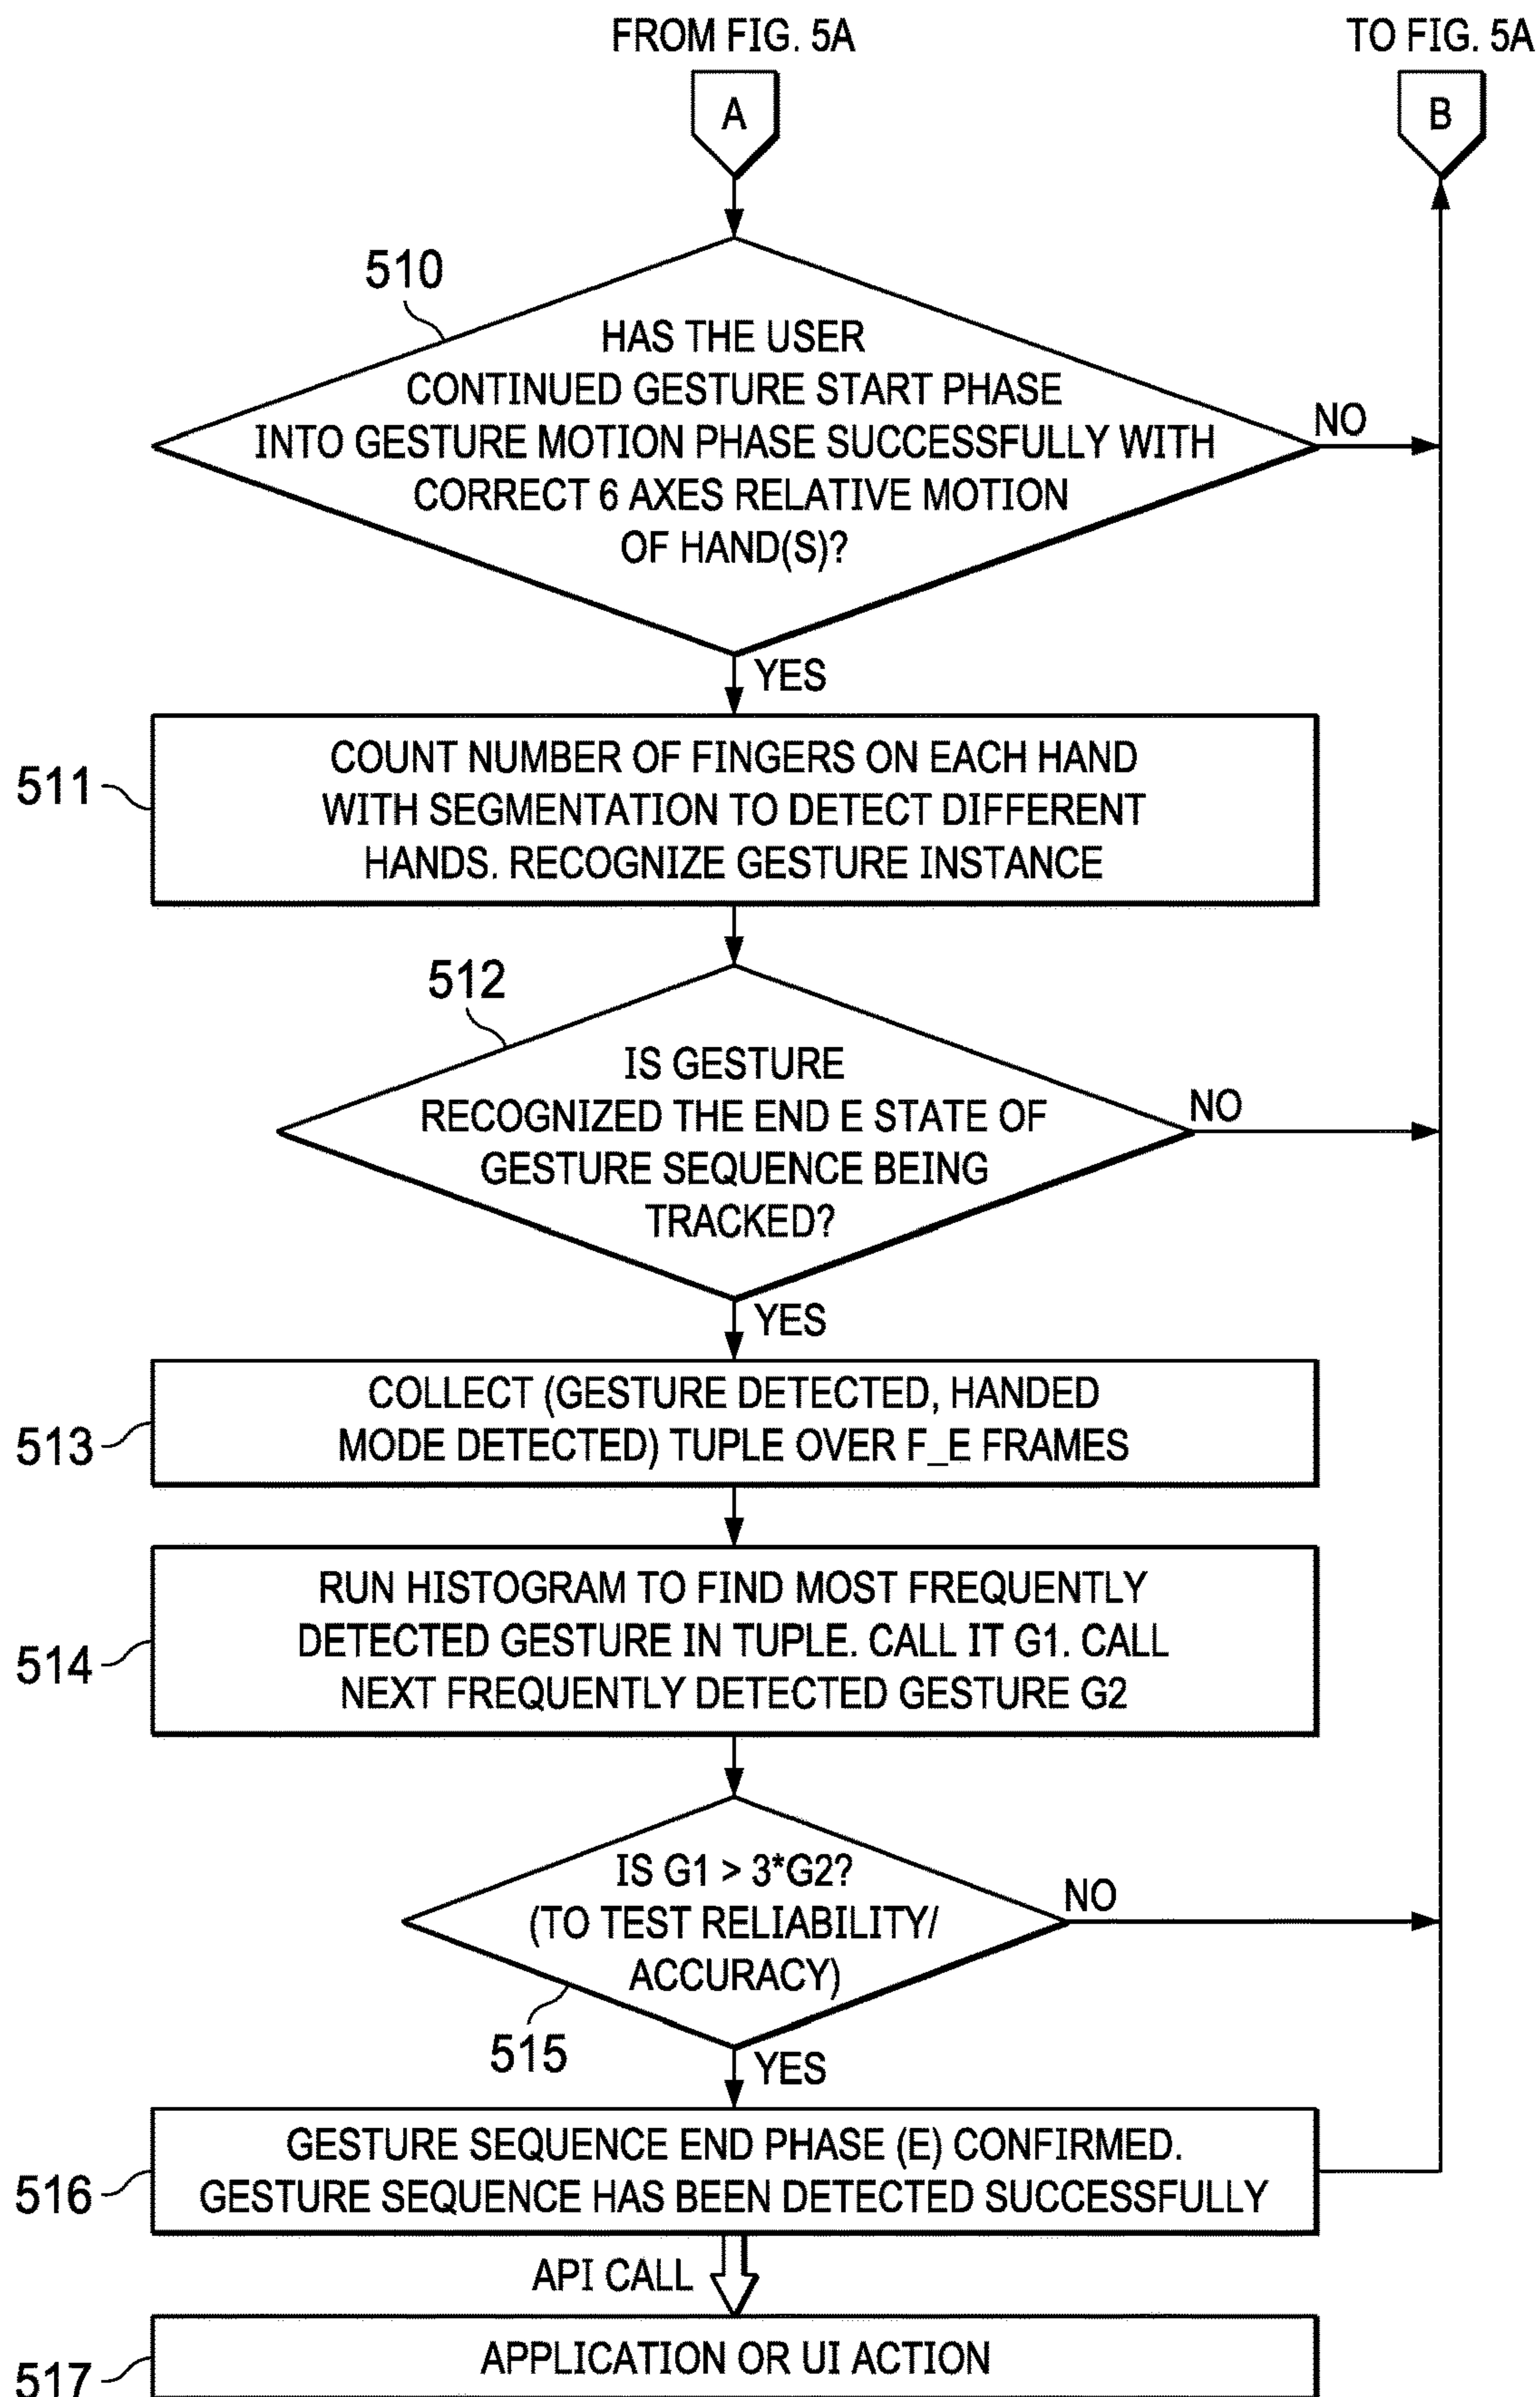 FROM FIG. 5A
TO FIG. 5A
A
B
510
HAS THE USER
CONTINUED GESTURE START PHASE
INTO GESTURE MOTION PHASE SUCCESSFULLY WITH
CORRECT 6 AXES RELATIVE MOTION
OF HAND(S)?
NO
YES
511
COUNT NUMBER OF FINGERS ON EACH HAND
WITH SEGMENTATION TO DETECT DIFFERENT
HANDS. RECOGNIZE GESTURE INSTANCE
512
IS GESTURE
RECOGNIZED THE END E STATE OF
GESTURE SEQUENCE BEING
TRACKED?
NO
YES
513
COLLECT (GESTURE DETECTED, HANDED
MODE DETECTED) TUPLE OVER F_E FRAMES
514
RUN HISTOGRAM TO FIND MOST FREQUENTLY
DETECTED GESTURE IN TUPLE. CALL IT G1. CALL
NEXT FREQUENTLY DETECTED GESTURE G2
IS G1 > 3*G2?
(TO TEST RELIABILITY/
ACCURACY)
NO
515
YES
516
GESTURE SEQUENCE END PHASE (E) CONFIRMED.
GESTURE SEQUENCE HAS BEEN DETECTED SUCCESSFULLY
API CALL
517
APPLICATION OR UI ACTION